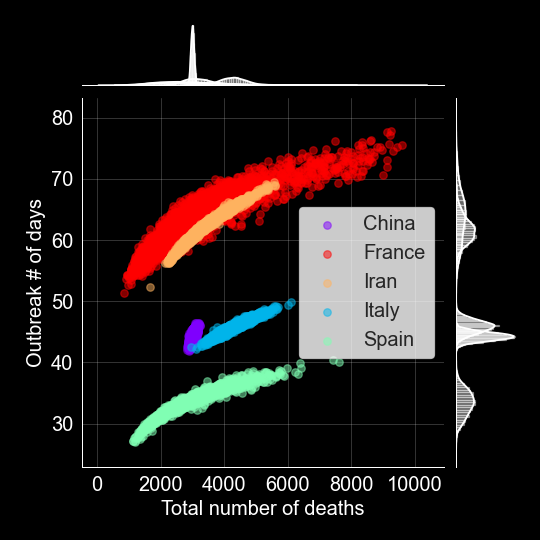 80
70
60
50
40
30
Outbreak # of days
China
France
Iran
Italy
Spain
0 2000 4000 6000 8000 10000
Total number of deaths